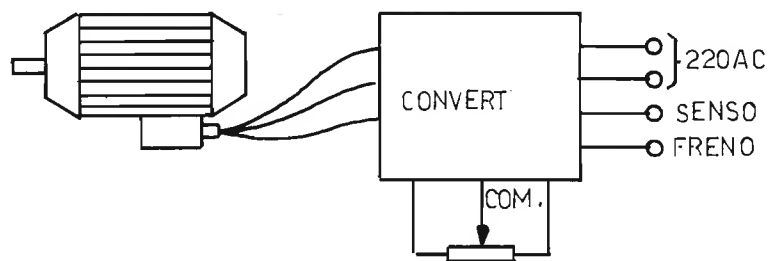 220AC
CONVERT
SENSO
FRENO
COM.